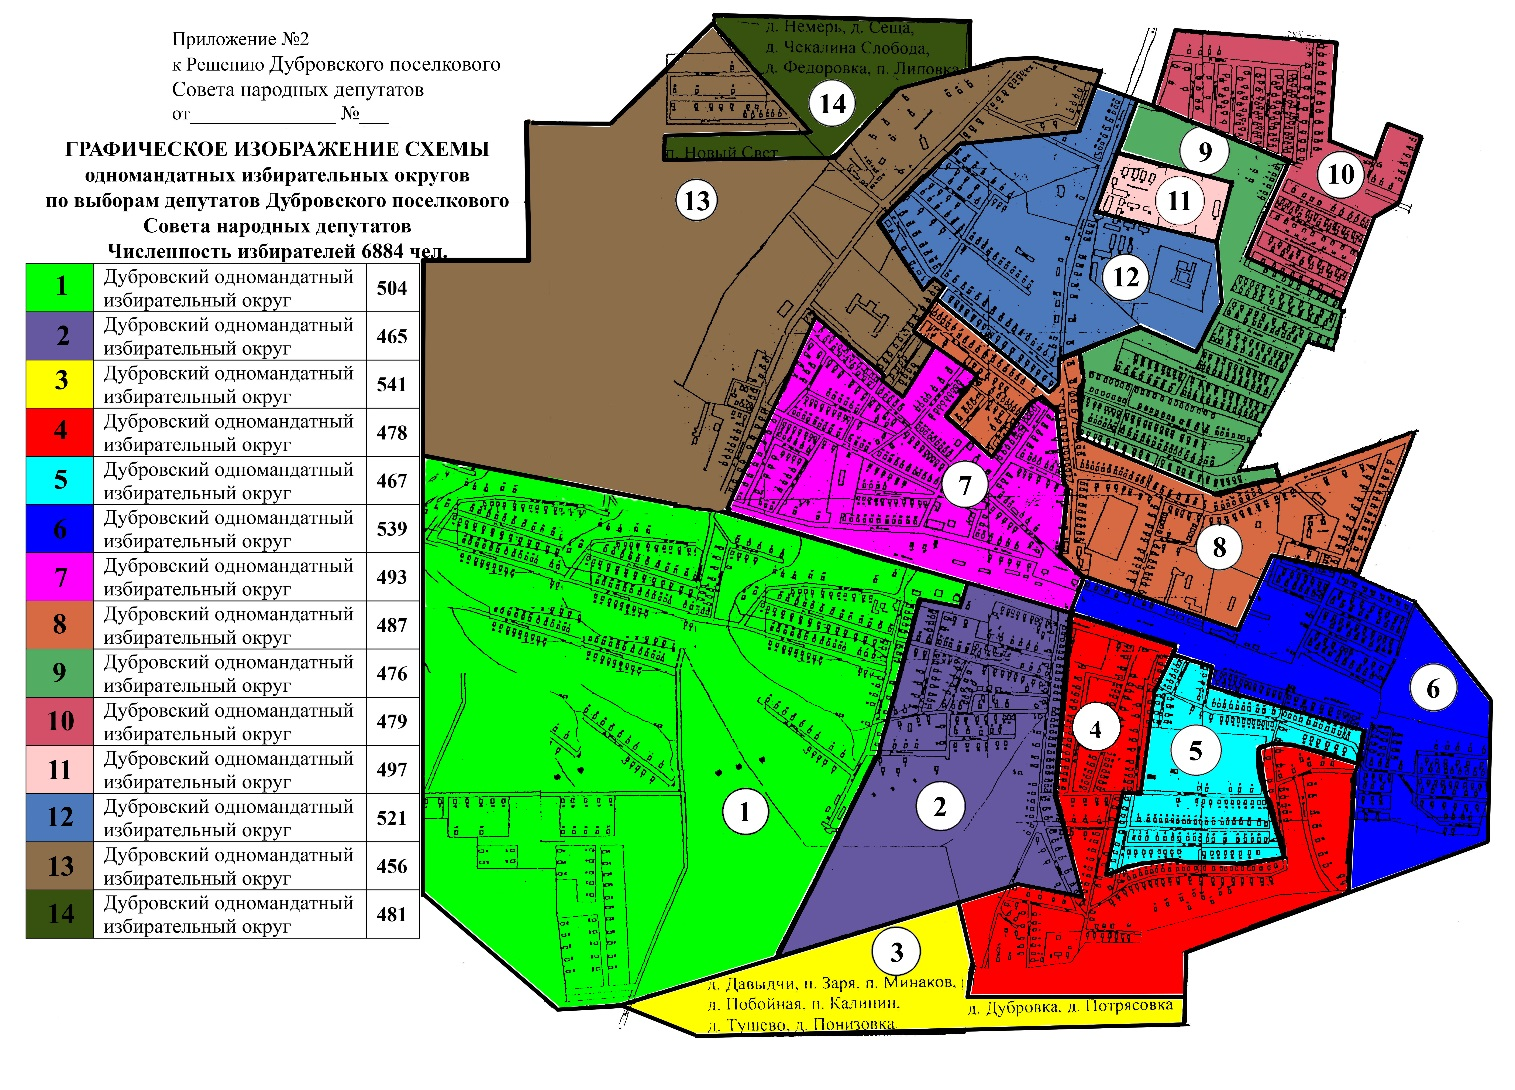 Приложение №2
к Решению Дубровского поселкового
Совета народных депутатов
от_______________ №___
ГРАФИЧЕСКОЕ ИЗОБРАЖЕНИЕ СХЕМЫ
одномандатных избирательных округов
по выборам депутатов Дубровского поселкового
Совета народных депутатов
Численность избирателей 6884 чел.
1 Дубровский одномандатный избирательный округ 504
2 Дубровский одномандатный избирательный округ 465
3 Дубровский одномандатный избирательный округ 541
4 Дубровский одномандатный избирательный округ 478
5 Дубровский одномандатный избирательный округ 467
6 Дубровский одномандатный избирательный округ 539
7 Дубровский одномандатный избирательный округ 493
8 Дубровский одномандатный избирательный округ 487
9 Дубровский одномандатный избирательный округ 476
10 Дубровский одномандатный избирательный округ 479
11 Дубровский одномандатный избирательный округ 497
12 Дубровский одномандатный избирательный округ 521
13 Дубровский одномандатный избирательный округ 456
14 Дубровский одномандатный избирательный округ 481
д. Немерь, д. Сеща,
д. Чекалина Слобода,
д. Федоровка, п. Липовка
14
п. Новый Свет
13
9
10
11
12
7
8
6
4
5
1
2
3
д. Давыдчи, п. Заря. п. Минаков,
д. Побойная. п. Калинин.
д. Тушево, д. Понизовка.
д. Дубровка, д. Потрясовка